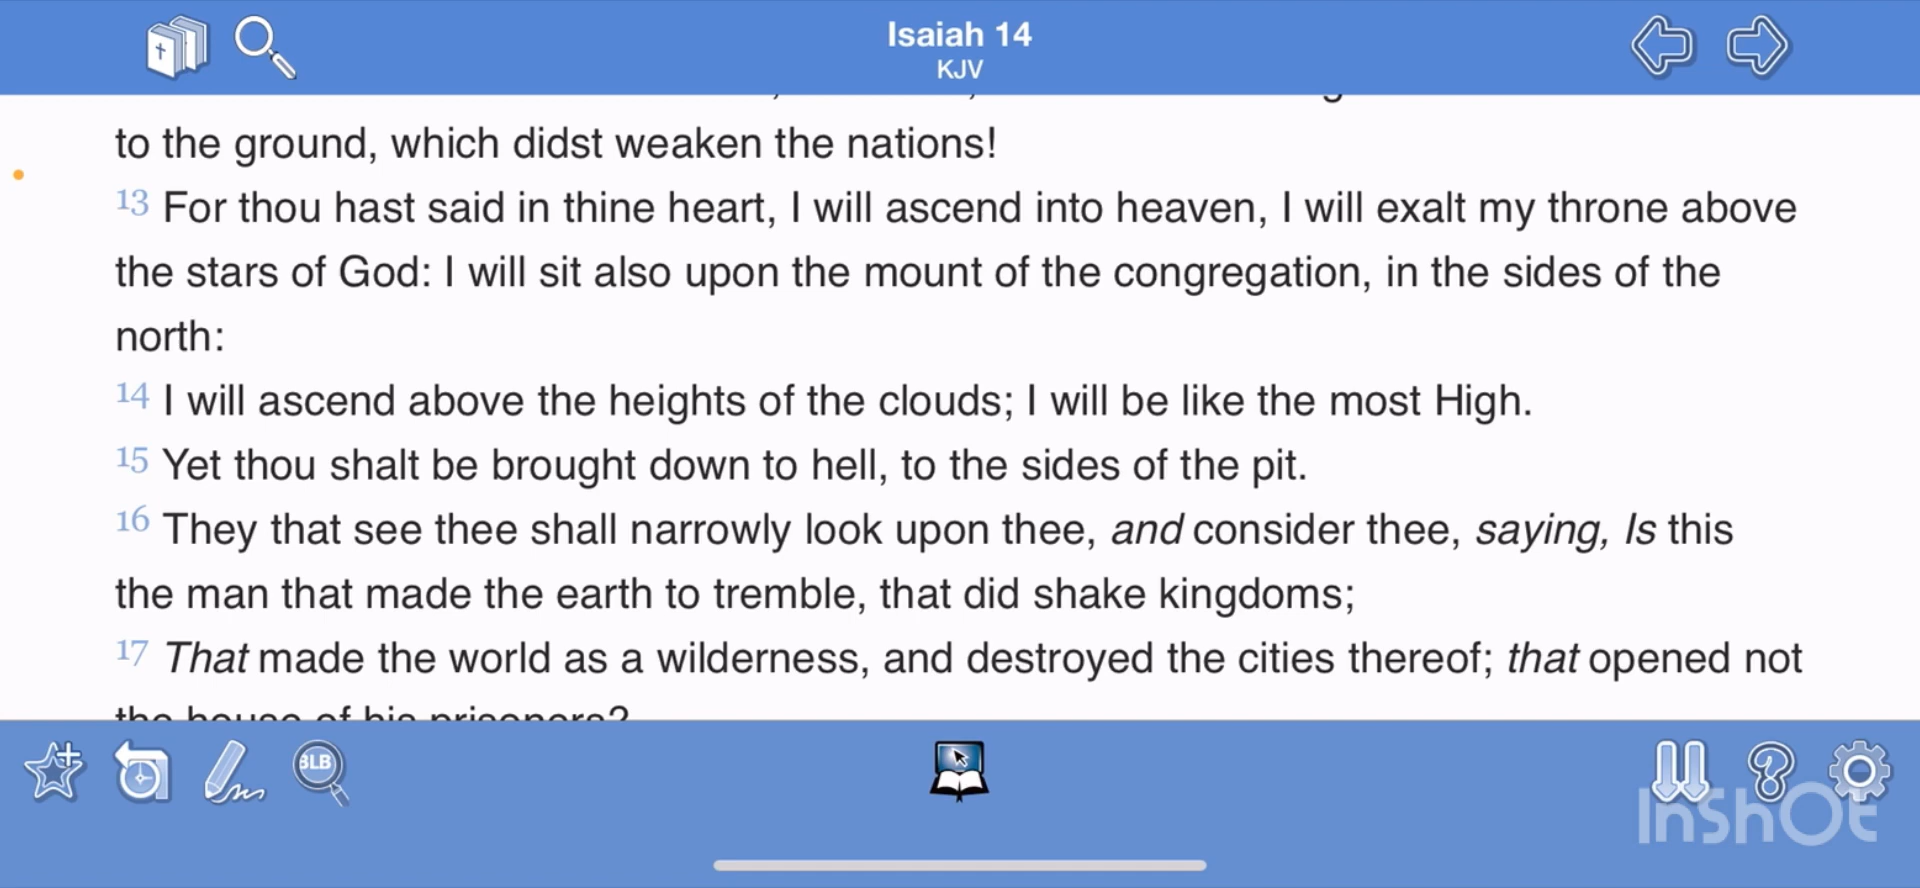 Isaiah 14
KJV
to the ground, which didst weaken the nations!
13 For thou hast said in thine heart, I will ascend into heaven, I will exalt my throne above
the stars of God: I will sit also upon the mount of the congregation, in the sides of the
north:
14 I will ascend above the heights of the clouds; I will be like the most High.
15 Yet thou shalt be brought down to hell, to the sides of the pit.
16 They that see thee shall narrowly look upon thee, and consider thee, saying, Is this
the man that made the earth to tremble, that did shake kingdoms;
17 That made the world as a wilderness, and destroyed the cities thereof; that opened not
the house of his prisoners?
BLB
InShOt